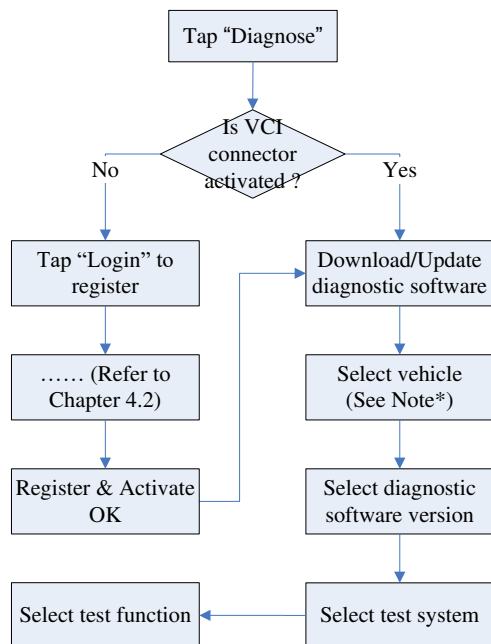 Tap “Diagnose”
Is VCI
connector
activated ?
No
Yes
Tap “Login” to
register
Download/Update
diagnostic software
…… (Refer to
Chapter 4.2)
Select vehicle
(See Note*)
Register & Activate
OK
Select diagnostic
software version
Select test function
Select test system